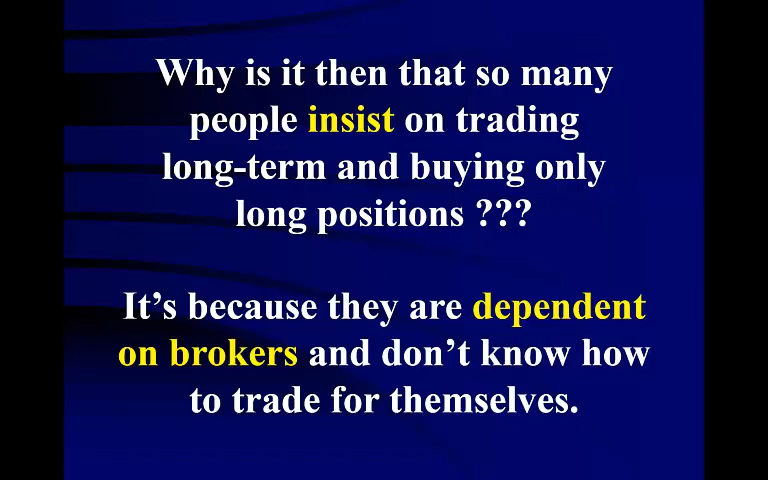 Why is it then that so many
people insist on trading
long-term and buying only
long positions ???
It’s because they are dependent
on brokers and don’t know how
to trade for themselves.